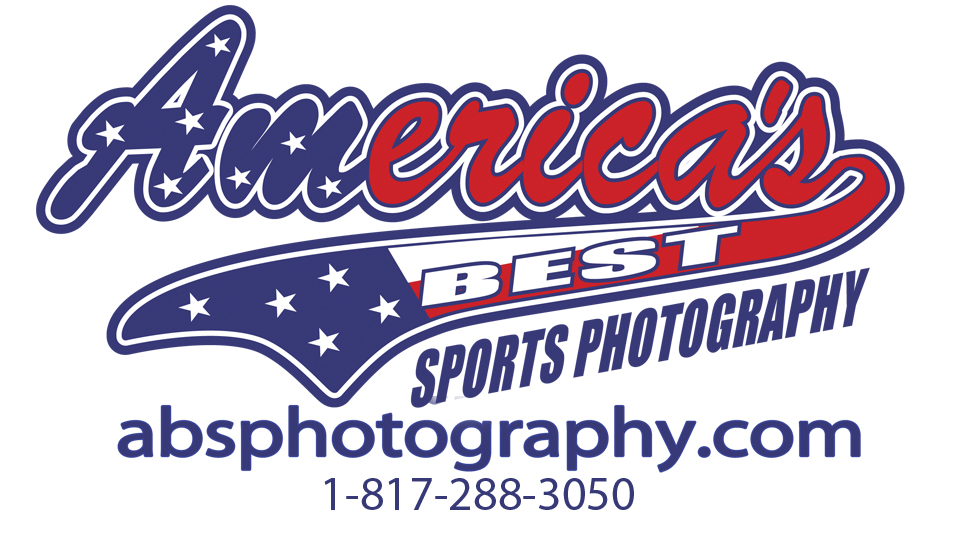 America's
BEST
SPORTS PHOTOGRAPHY
absphotography.com
1-817-288-3050